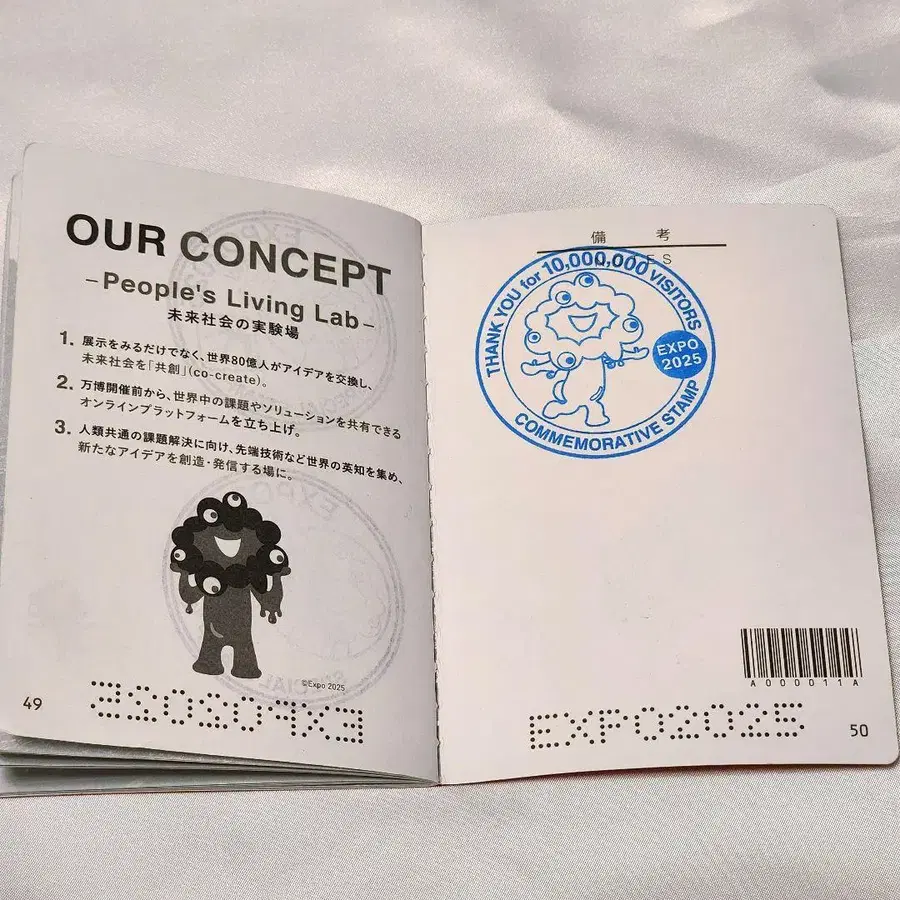 OUR CONCEPT
–People's Living Lab–
未来社会の実験場
1. 展示をみるだけでなく、世界80億人がアイデアを交換し、
未来社会を「共創」(co-create)。
2. 万博開催前から、世界中の課題やソリューションを共有できる
オンラインプラットフォームを立ち上げ。
3. 人類共通の課題解決に向け、先端技術など世界の英知を集め、
新たなアイデアを創造・発信する場に。
©Expo 2025
EXPO2025
49
備考
NOTES
THANK YOU for 10,000,000 VISITORS
EXPO
2025
COMMEMORATIVE STAMP
A000011A
EXPO2025
50